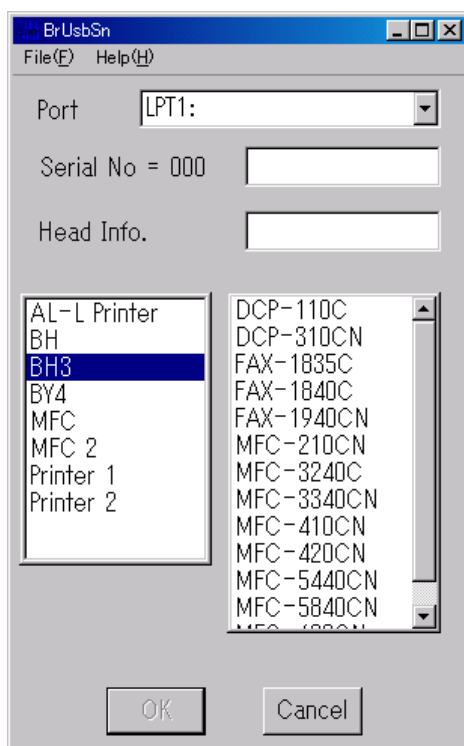 BrUsbSn
File(F) Help(H)
Port LPT1:
Serial No = 000
Head Info.
AL-L Printer
BH
BH3
BY4
MFC
MFC 2
Printer 1
Printer 2
DCP-110C
DCP-310CN
FAX-1835C
FAX-1840C
FAX-1940CN
MFC-210CN
MFC-3240C
MFC-3340CN
MFC-410CN
MFC-420CN
MFC-5440CN
MFC-5840CN
OK Cancel